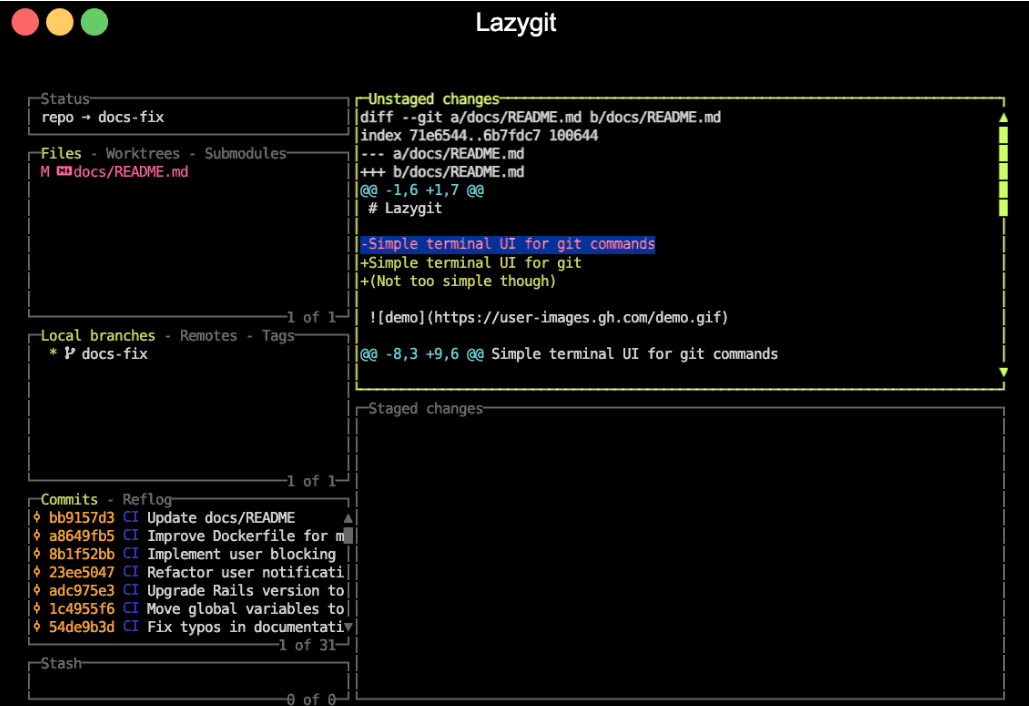 Lazygit
Status
repo → docs-fix
Files - Worktrees - Submodules
M docs/README.md
1 of 1
Local branches - Remotes - Tags
* docs-fix
1 of 1
Commits - Reflog
bb9157d3 CI Update docs/README
a8649fb5 CI Improve Dockerfile for m
8b1f52bb CI Implement user blocking
23ee5047 CI Refactor user notificati
adc975e3 CI Upgrade Rails version to
1c4955f6 CI Move global variables to
54de9b3d CI Fix typos in documentati
1 of 31
Stash
0 of 0
Unstaged changes
diff --git a/docs/README.md b/docs/README.md
index 71e6544..6b7fdc7 100644
--- a/docs/README.md
+++ b/docs/README.md
@@ -1,6 +1,7 @@
# Lazygit
-Simple terminal UI for git commands
+Simple terminal UI for git
+(Not too simple though)
![demo](https://user-images.gh.com/demo.gif)
@@ -8,3 +9,6 @@ Simple terminal UI for git commands
Staged changes